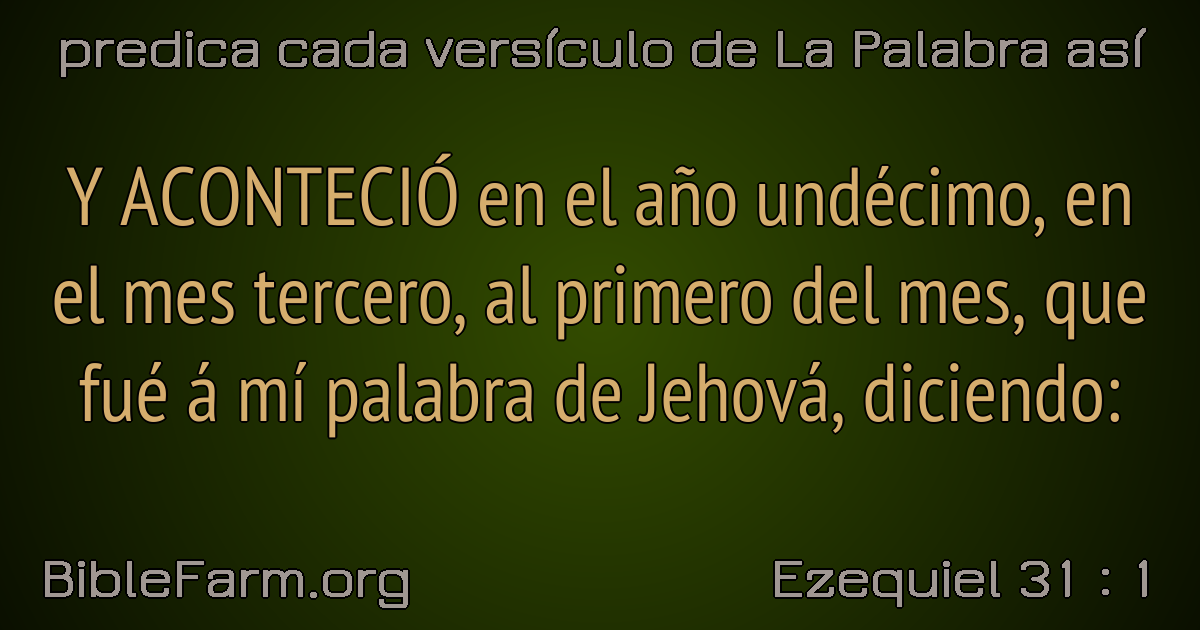 predica cada versículo de La Palabra así
Y ACONTECIÓ en el año undécimo, en
el mes tercero, al primero del mes, que
fué á mí palabra de Jehová, diciendo:
BibleFarm.org
Ezequiel 31 : 1